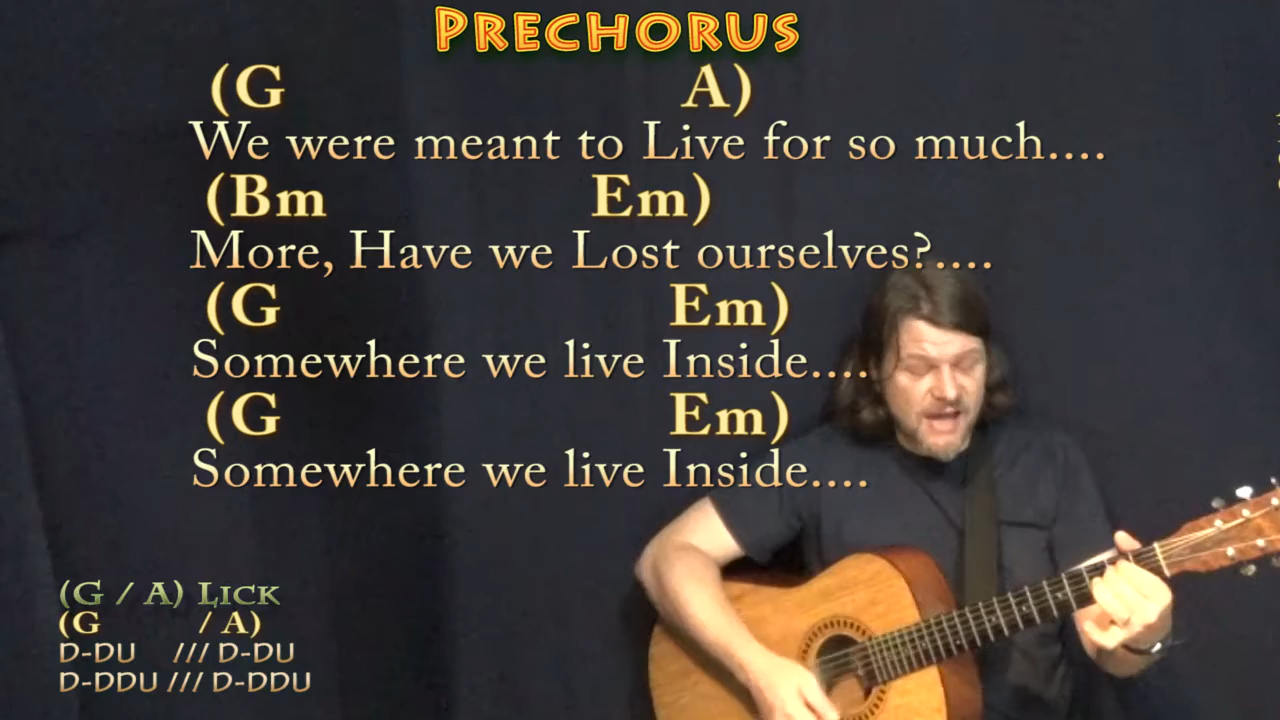 PRECHORUS
(G A)
We were meant to Live for so much....
(Bm Em)
More, Have we Lost ourselves?....
(G Em)
Somewhere we live Inside....
(G Em)
Somewhere we live Inside....
(G / A) LICK
(G / A)
D-DU /// D-DU
D-DDU /// D-DDU